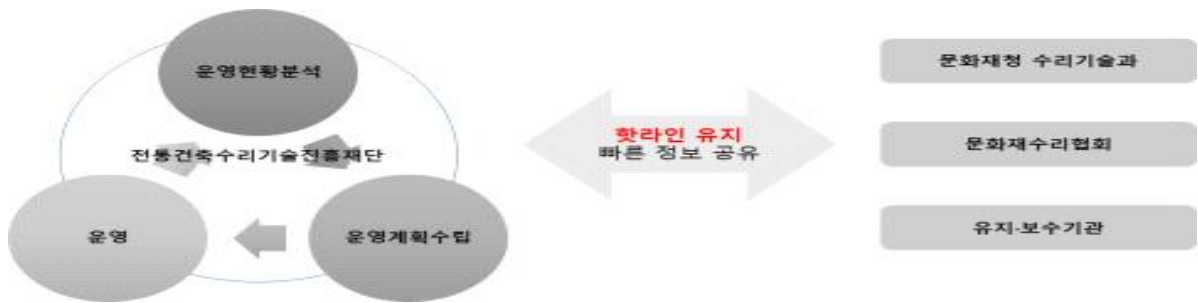 운영현황분석
전통건축수리기술진흥재단
운영
운영계획수립
핫라인 유지
빠른 정보 공유
문화재청 수리기술과
문화재수리협회
유지·보수기관